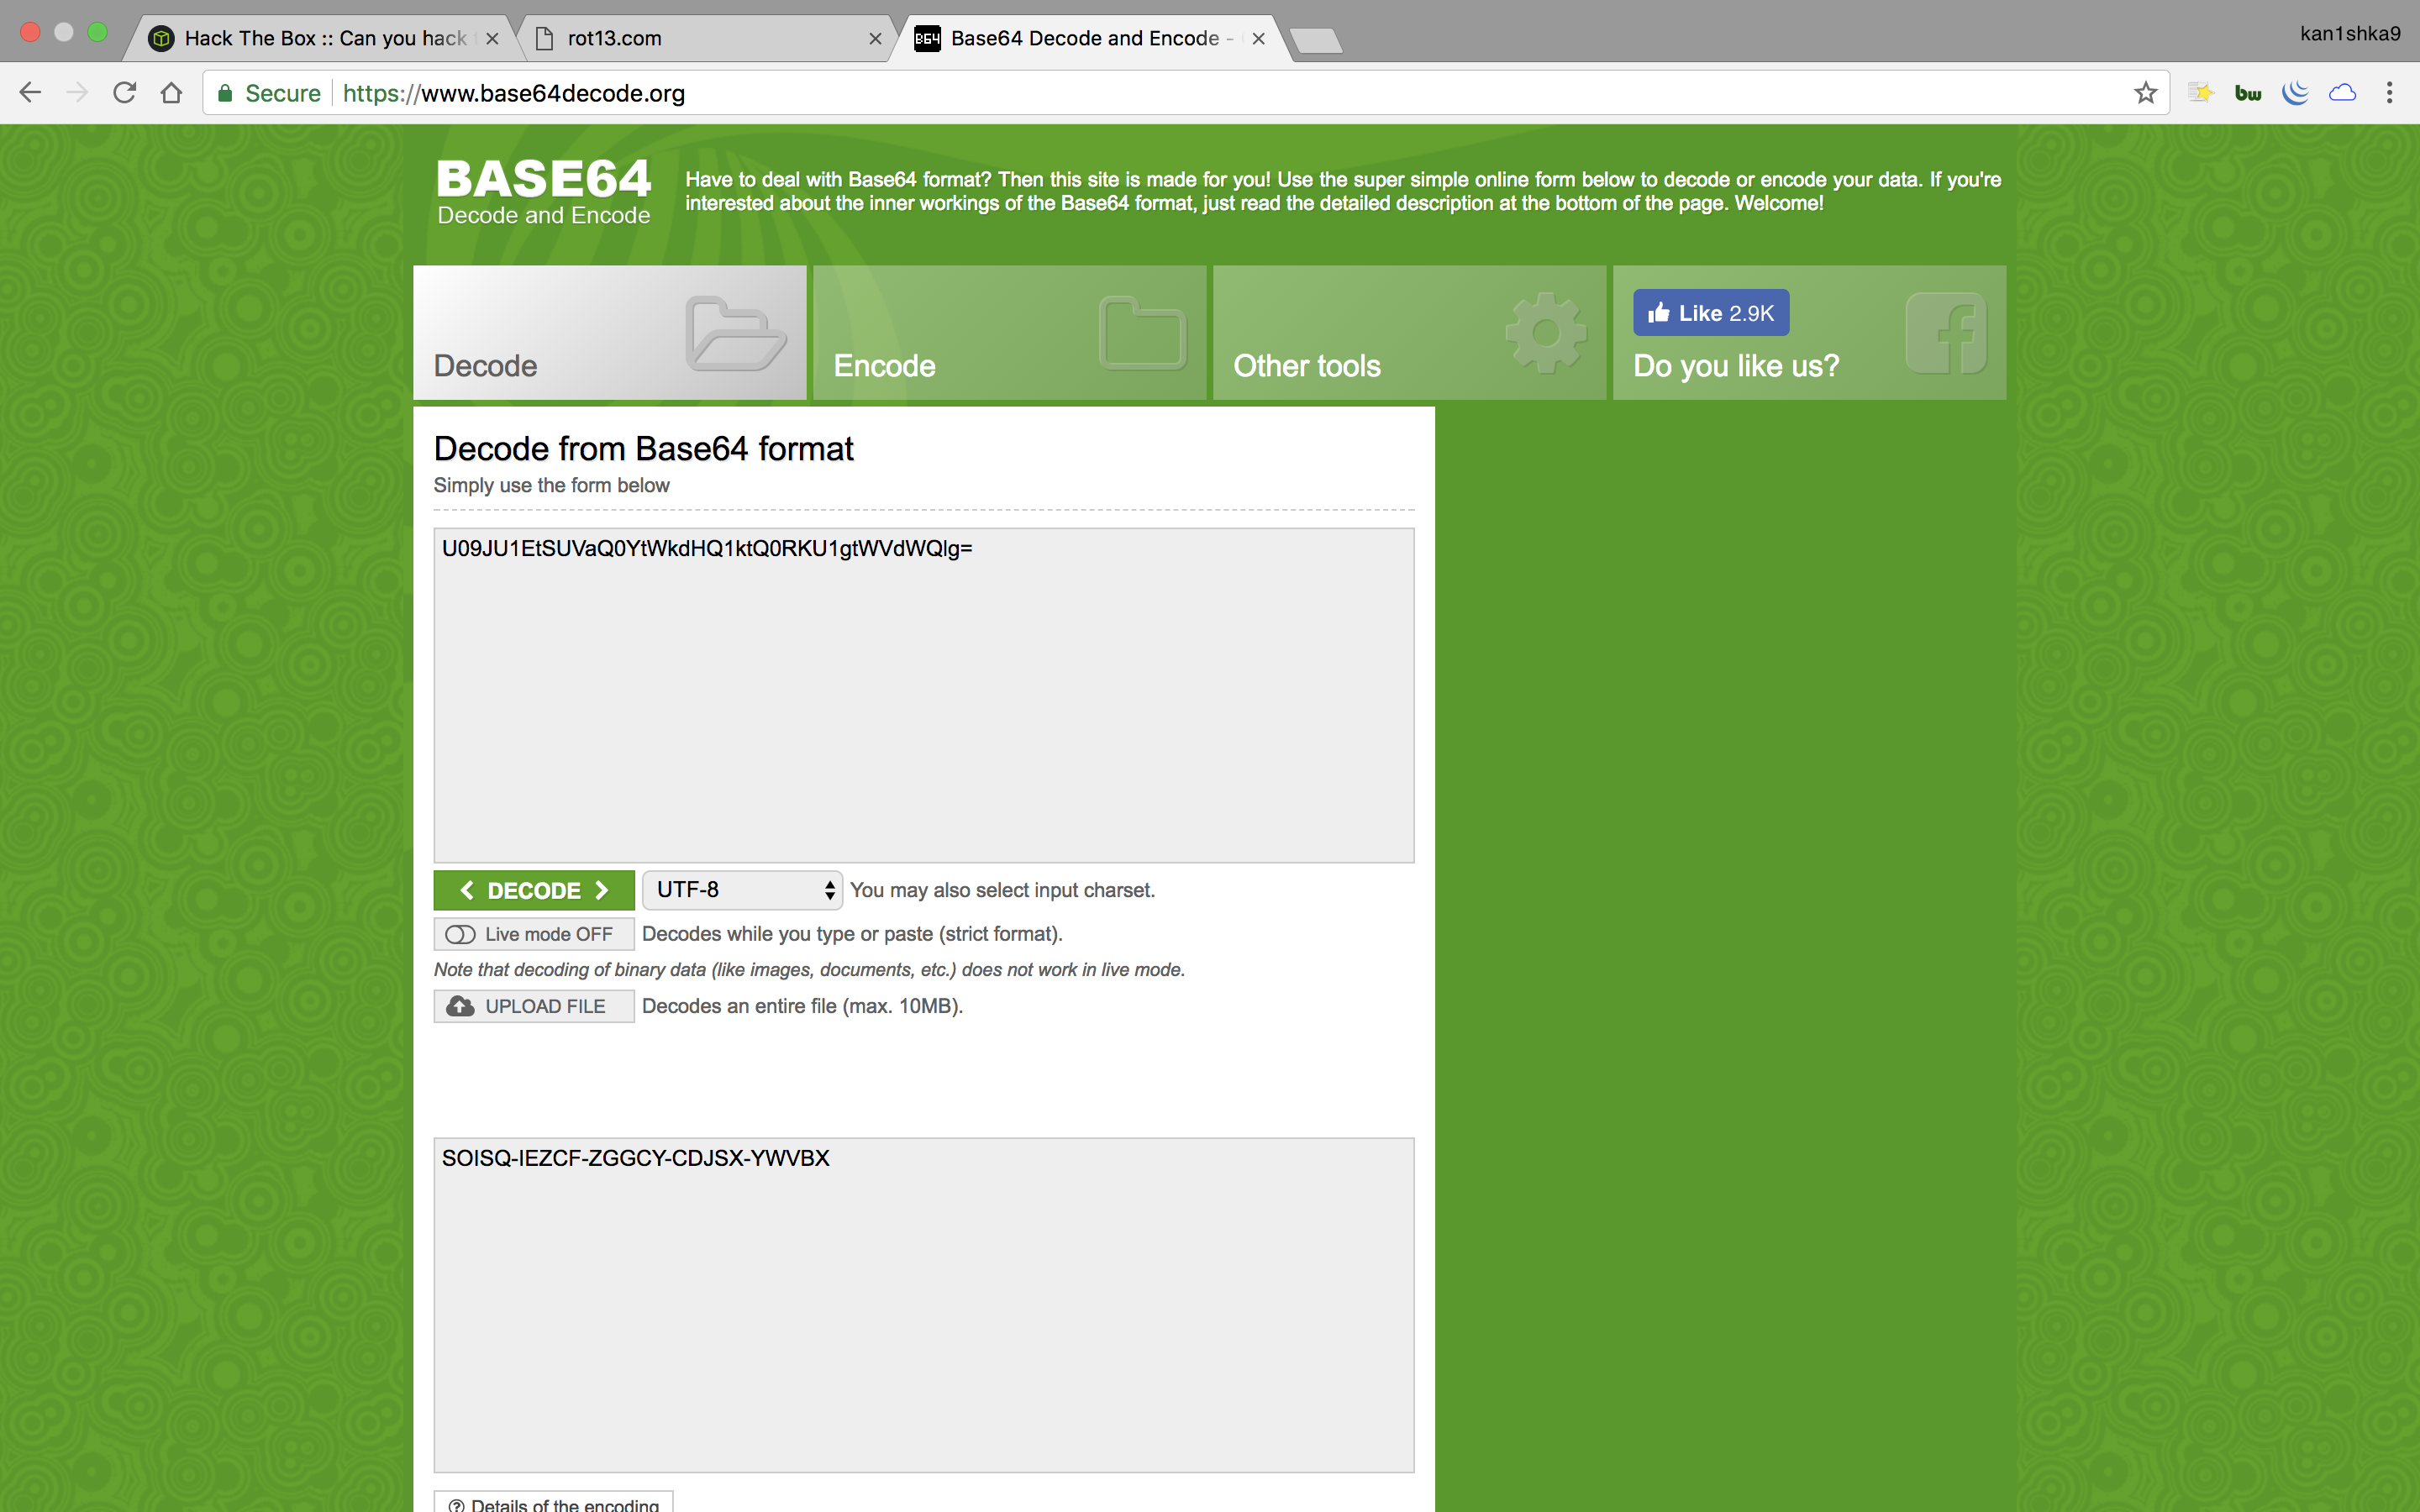 Hack The Box :: Can you hack
rot13.com
B64
Base64 Decode and Encode -
kan1shka9
Secure
https://www.base64decode.org
bw
BASE64
Decode and Encode
Have to deal with Base64 format? Then this site is made for you! Use the super simple online form below to decode or encode your data. If you're
interested about the inner workings of the Base64 format, just read the detailed description at the bottom of the page. Welcome!
Decode
Encode
Other tools
Like 2.9K
Do you like us?
Decode from Base64 format
Simply use the form below
U09JU1EtSUVaQ0YtWkdHQ1ktQ0RKU1gtWVdWQlg=
DECODE
UTF-8
You may also select input charset.
Live mode OFF
Decodes while you type or paste (strict format).
Note that decoding of binary data (like images, documents, etc.) does not work in live mode.
UPLOAD FILE
Decodes an entire file (max. 10MB).
SOISQ-IEZCF-ZGGCY-CDJSX-YWVBX
Details of the encoding